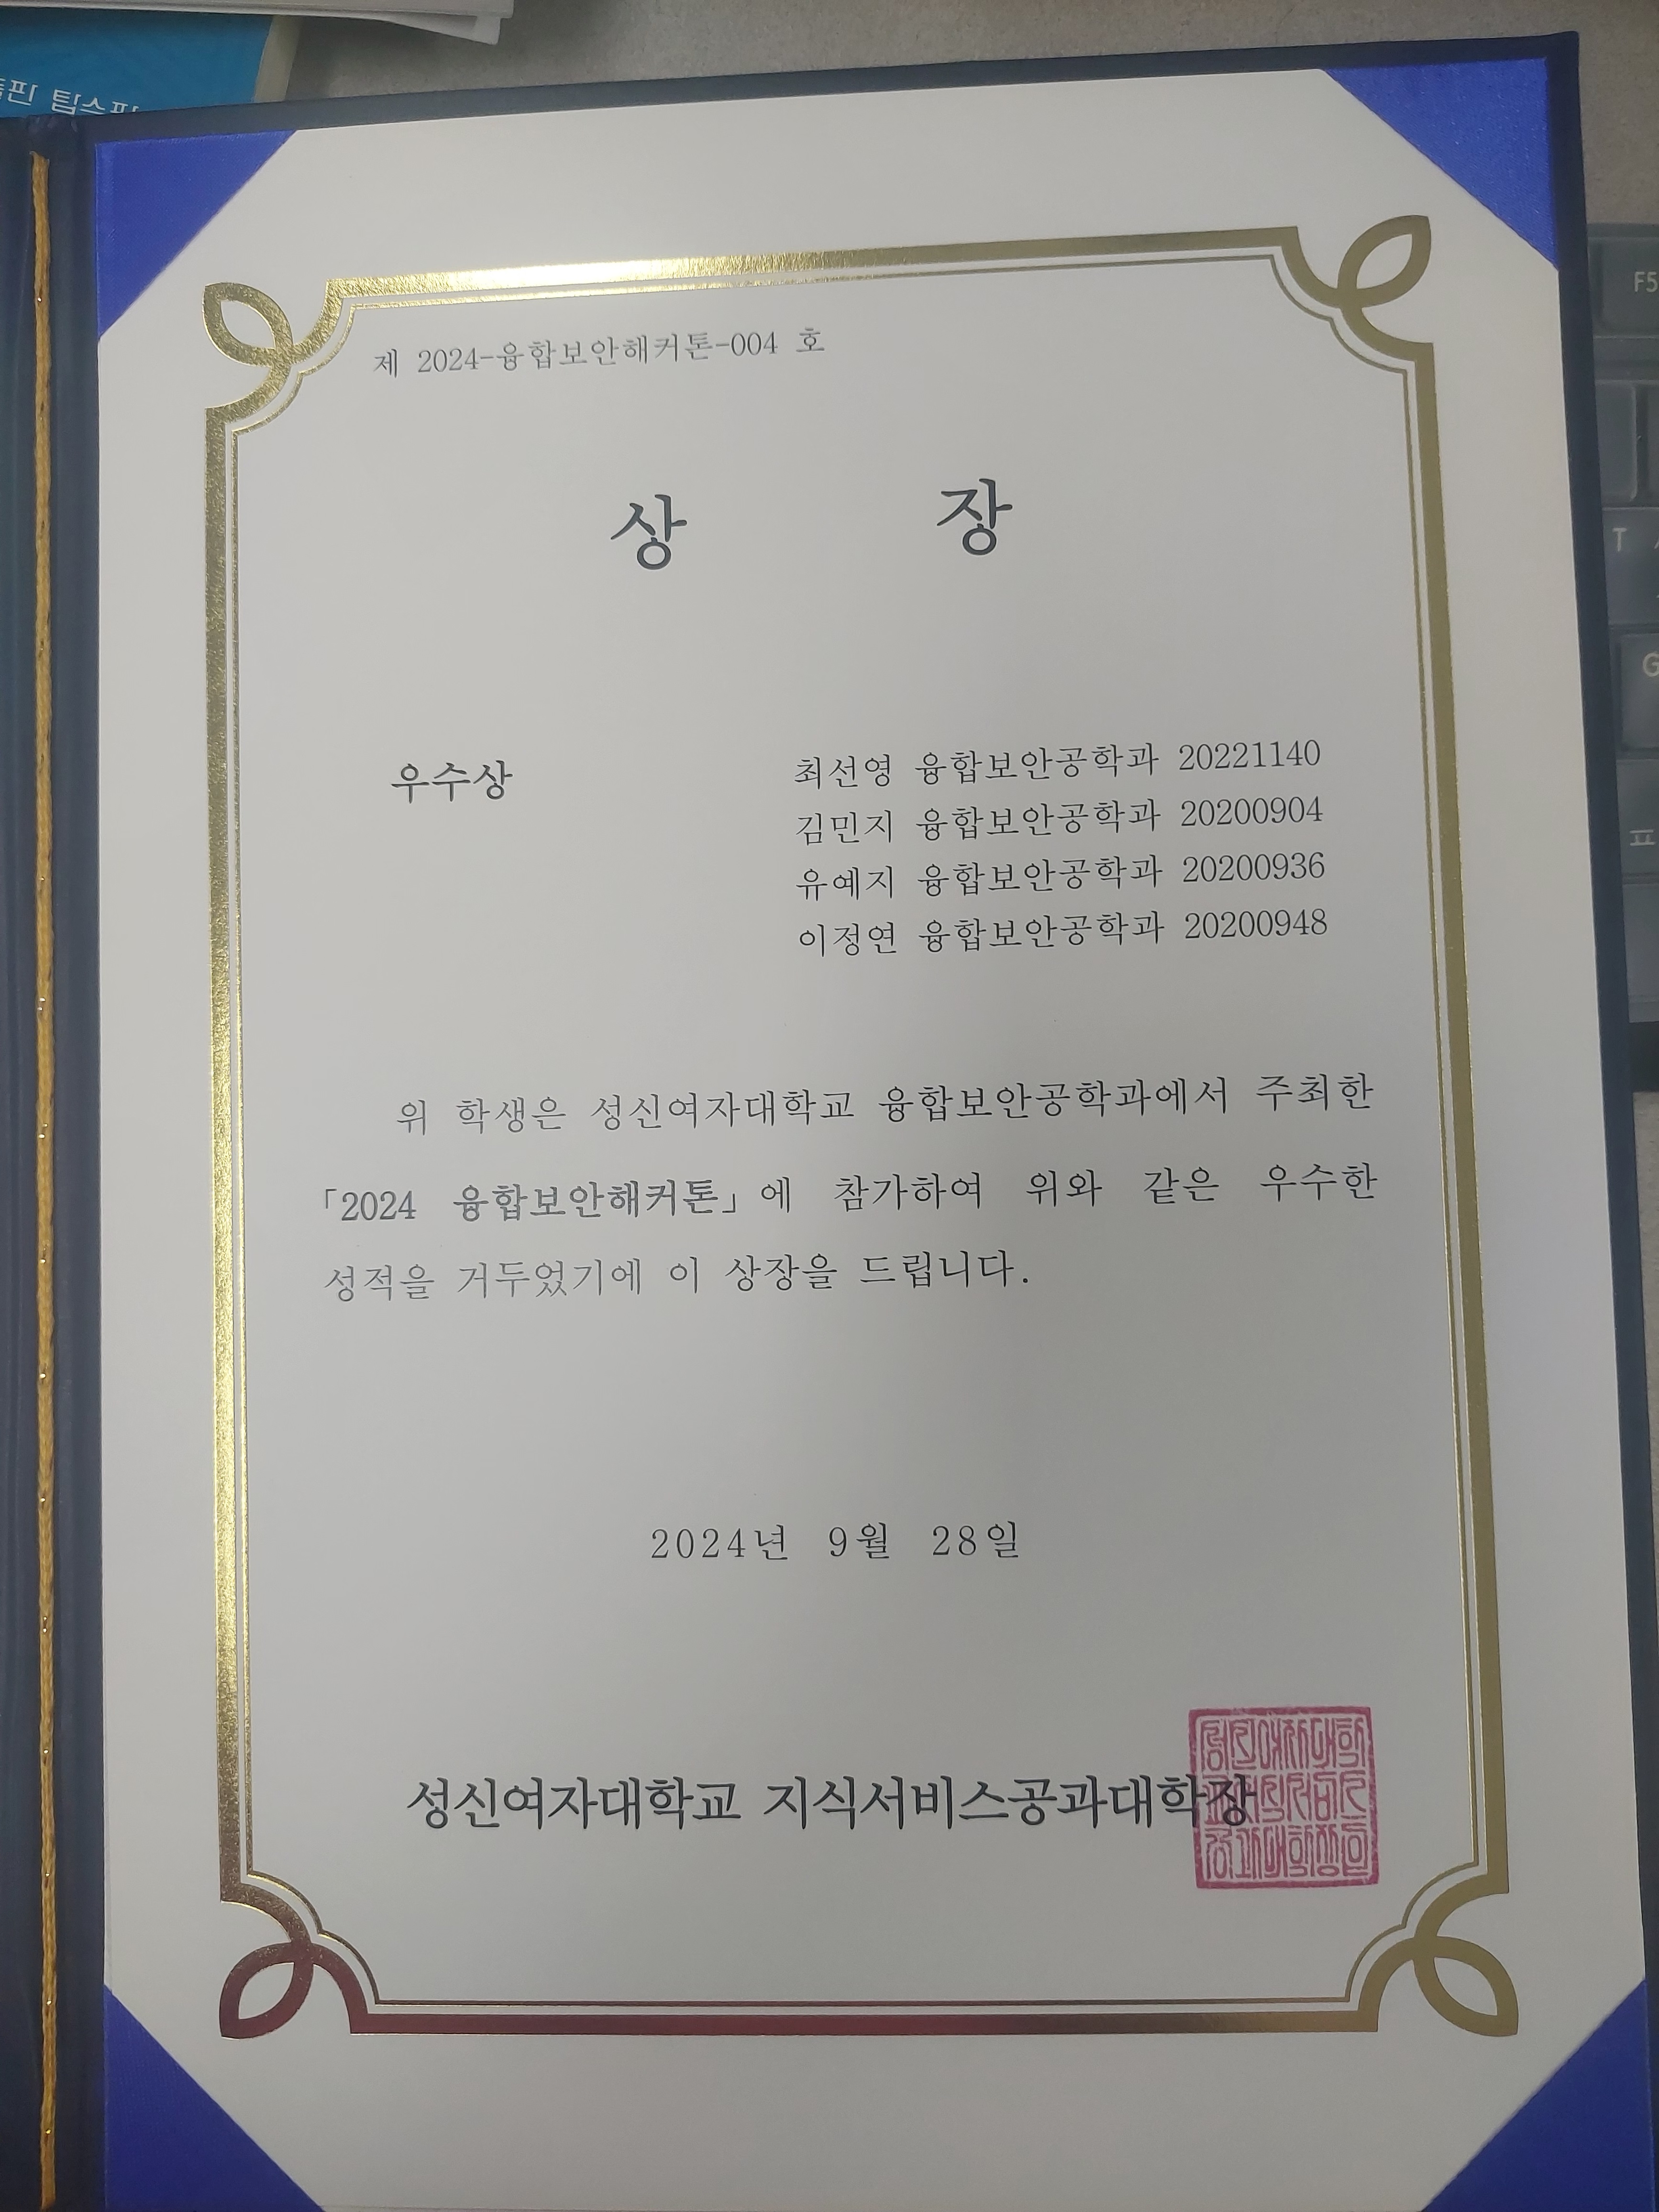 제 2024-융합보안해커톤-004 호
상 장
우수상
최선영 융합보안공학과 20221140
김민지 융합보안공학과 20200904
유예지 융합보안공학과 20200936
이정연 융합보안공학과 20200948
위 학생은 성신여자대학교 융합보안공학과에서 주최한
「2024 융합보안해커톤」에 참가하여 위와 같은 우수한
성적을 거두었기에 이 상장을 드립니다.
2024년 9월 28일
성신여자대학교 지식서비스공과대학장
F5
T
G
ㅍ